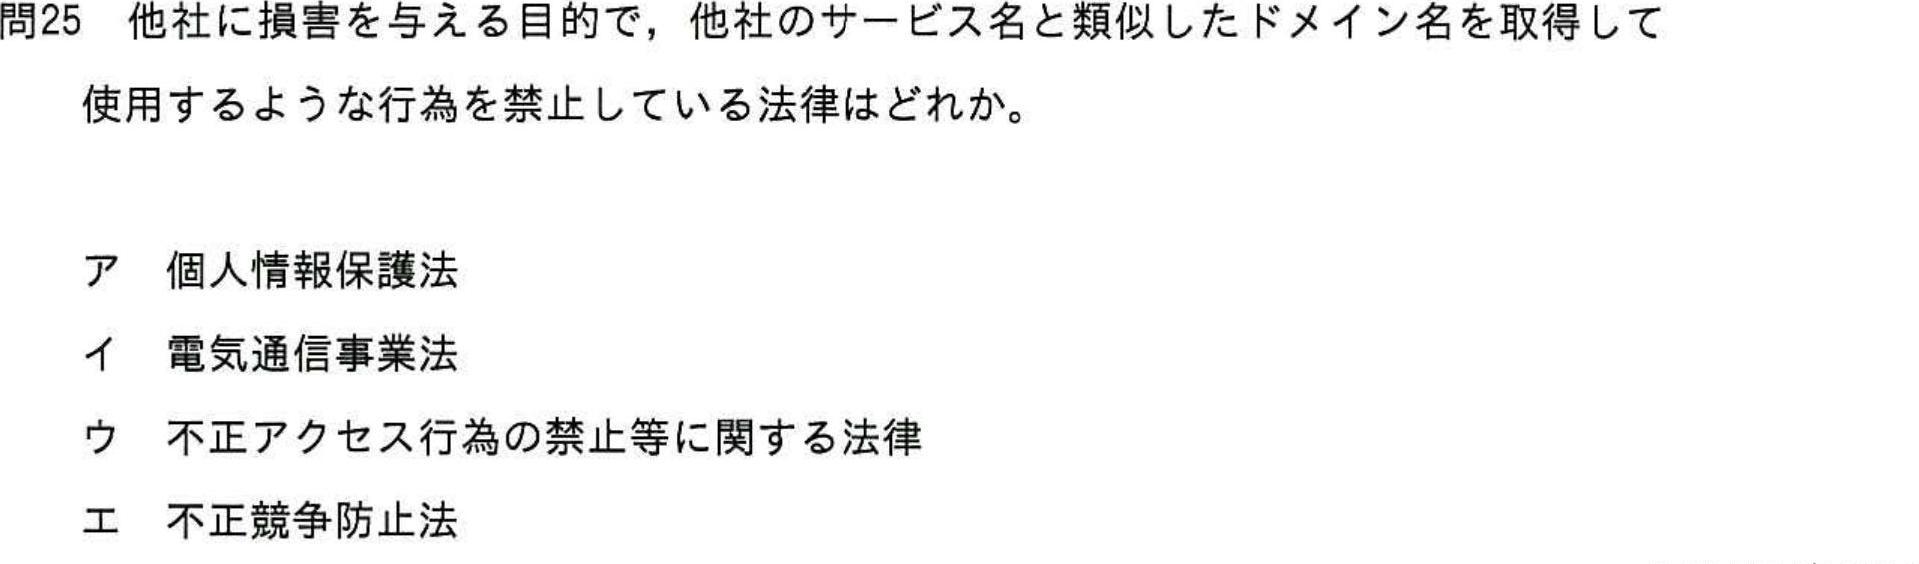 問25　他社に損害を与える目的で，他社のサービス名と類似したドメイン名を取得して
使用するような行為を禁止している法律はどれか。
ア　個人情報保護法
イ　電気通信事業法
ウ　不正アクセス行為の禁止等に関する法律
エ　不正競争防止法